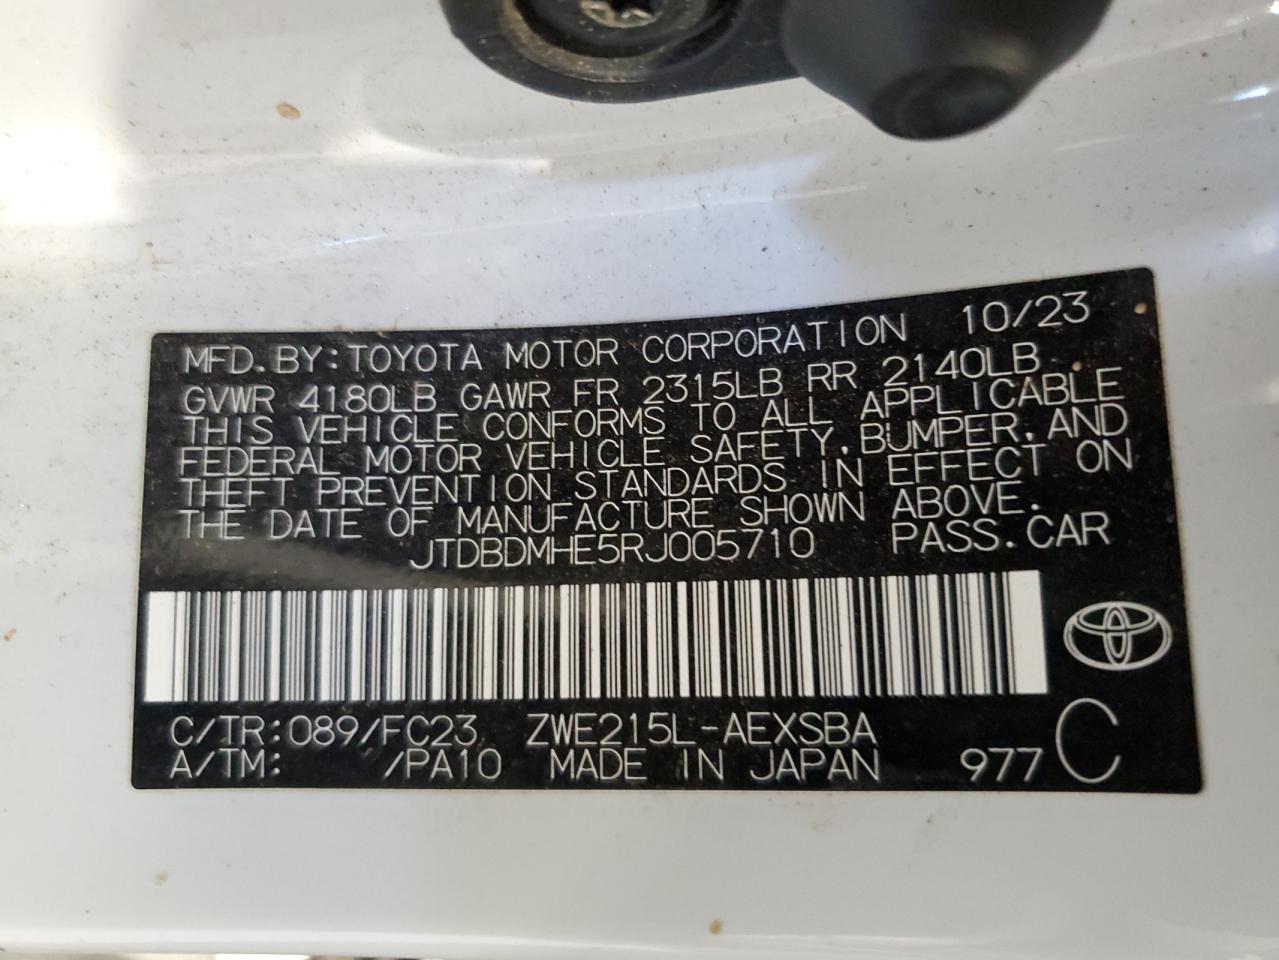 MFD.BY:TOYOTA MOTOR CORPORATION 10/23
GVWR 4180LB GAWR FR 2315LB RR 2140LB
THIS VEHICLE CONFORMS TO ALL APPLICABLE
FEDERAL MOTOR VEHICLE SAFETY,BUMPER,AND
THEFT PREVENTION STANDARDS IN EFFECT ON
THE DATE OF MANUFACTURE SHOWN ABOVE.
JTDBDMHE5RJ005710 PASS.CAR
C/TR:089/FC23 ZWE215L-AEXSBA
A/TM: /PA10 MADE IN JAPAN 977 C